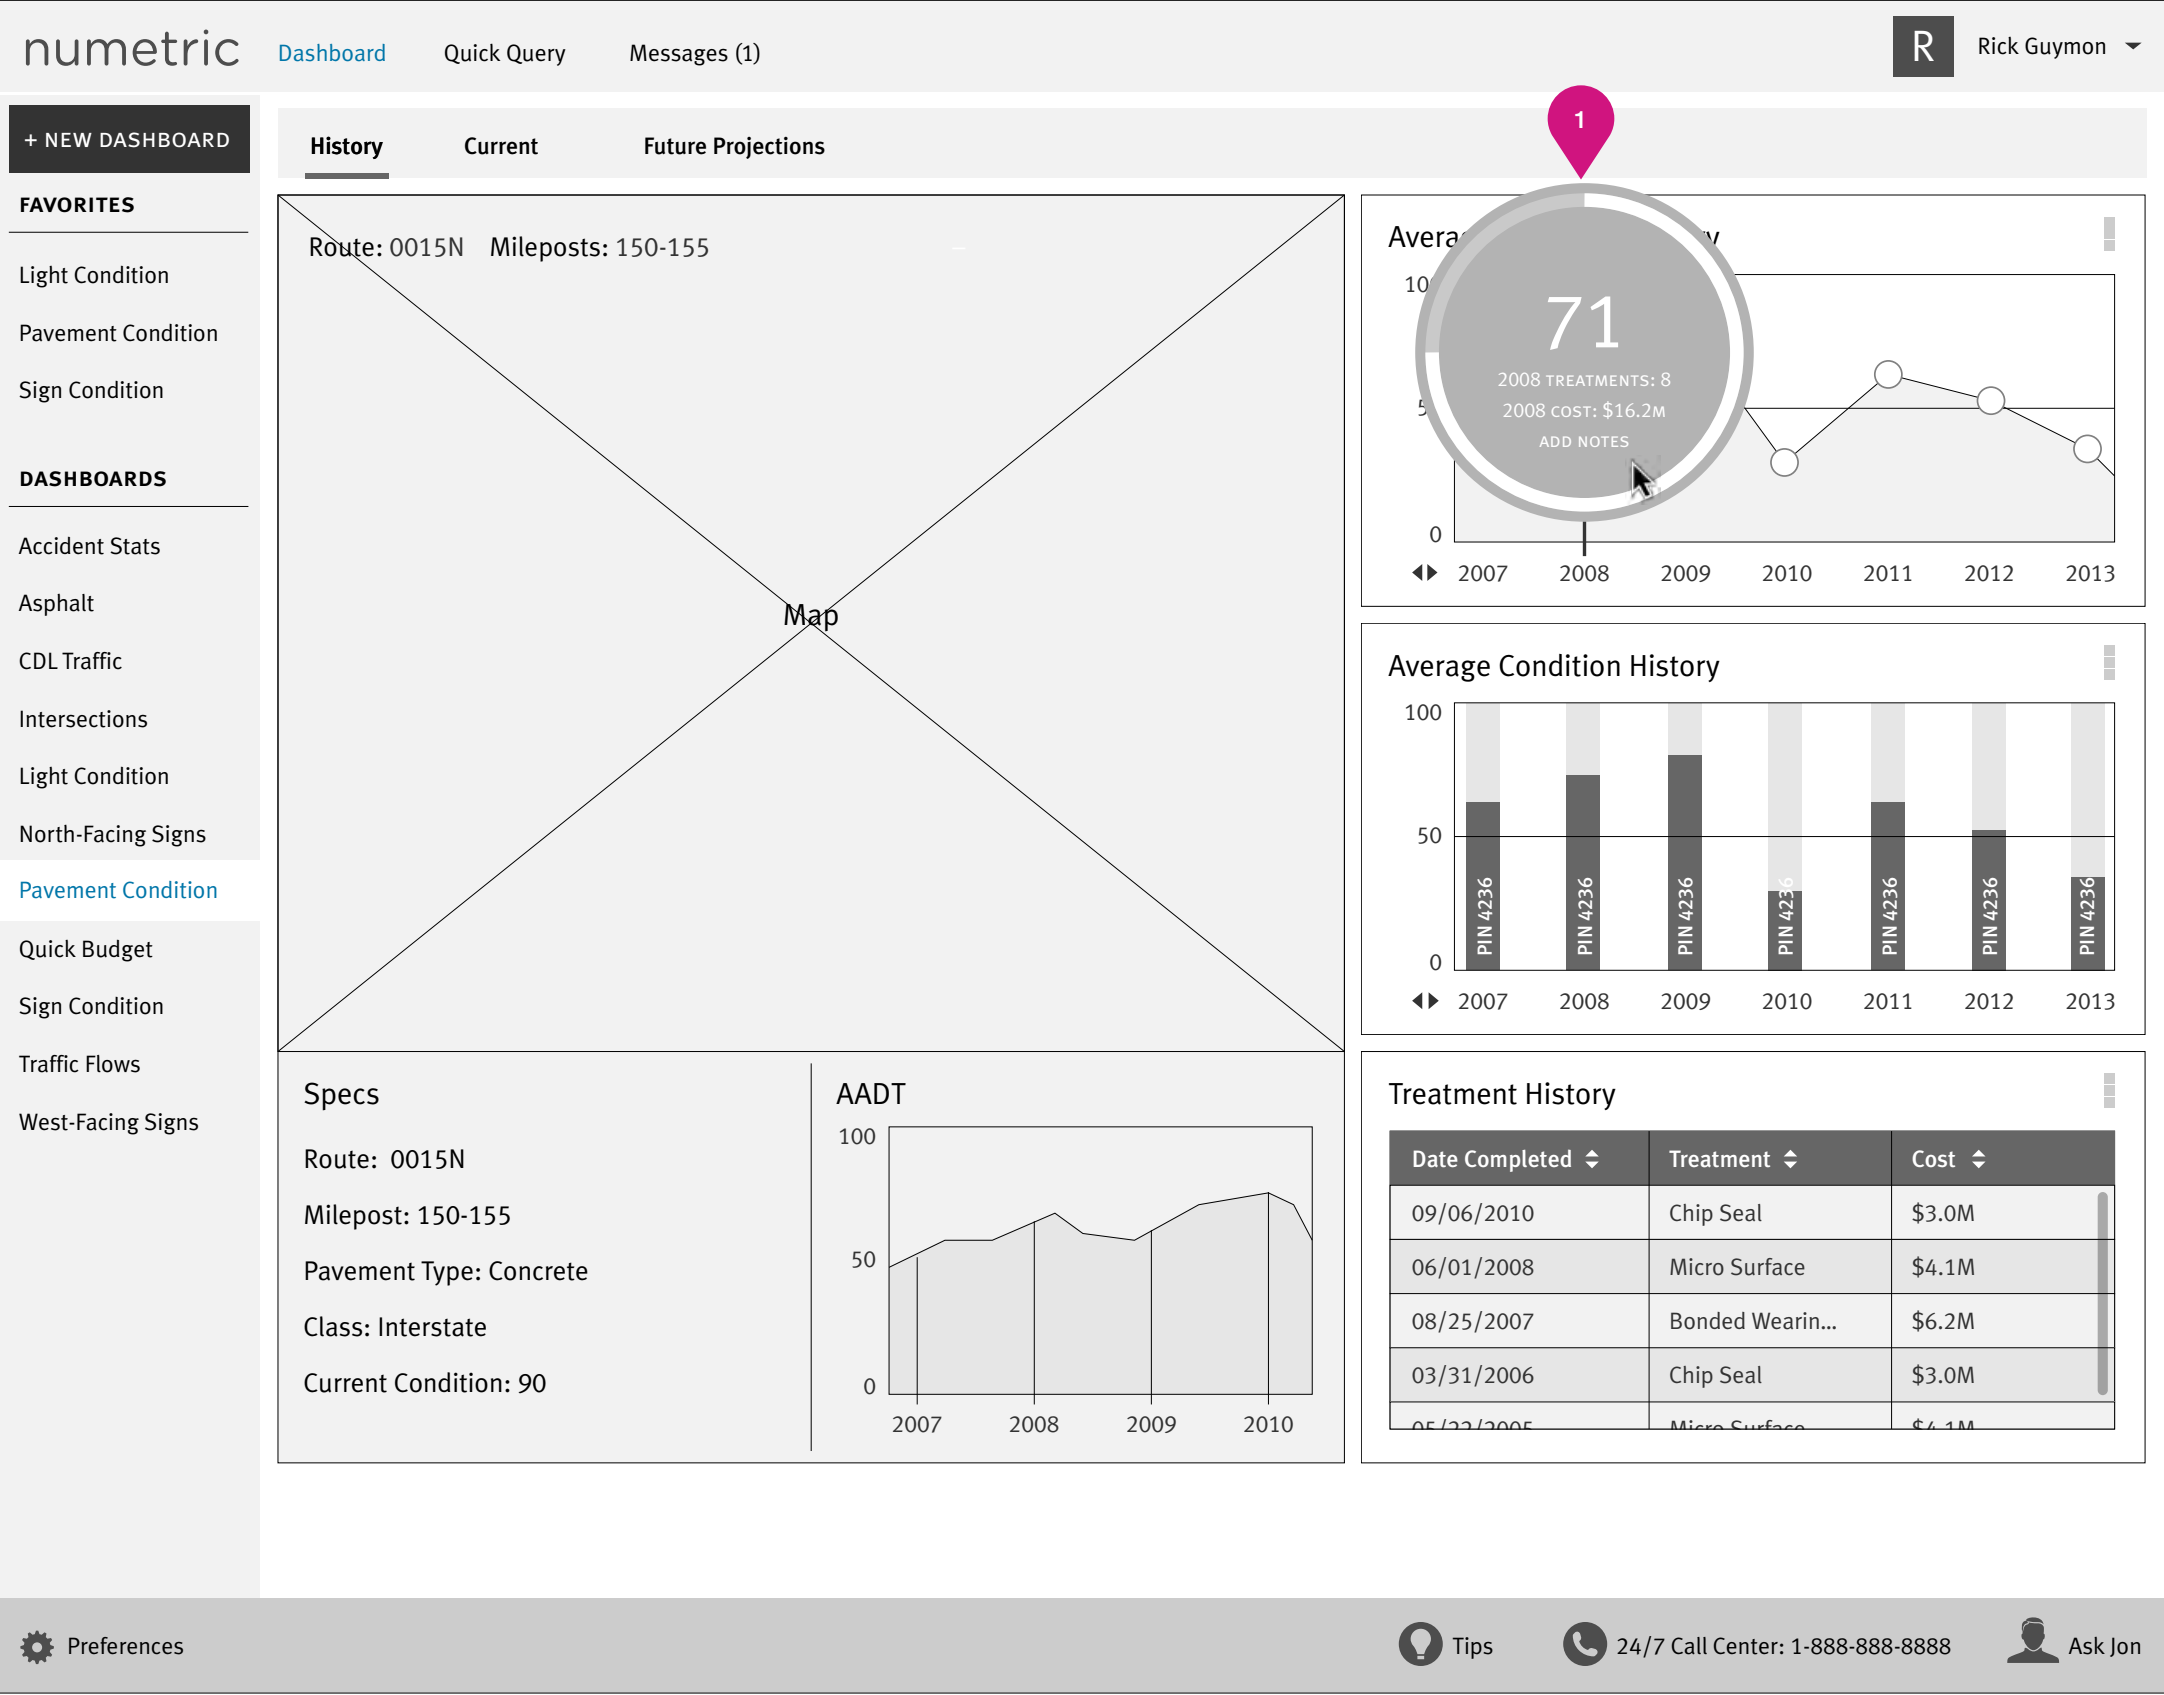 numetric
Dashboard
Quick Query
Messages (1)
R
Rick Guymon
+ NEW DASHBOARD
FAVORITES
Light Condition
Pavement Condition
Sign Condition
DASHBOARDS
Accident Stats
Asphalt
CDL Traffic
Intersections
Light Condition
North-Facing Signs
Pavement Condition
Quick Budget
Sign Condition
Traffic Flows
West-Facing Signs
History
Current
Future Projections
1
Route: 0015N Mileposts: 150-155
Map
71
2008 TREATMENTS: 8
2008 COST: $16.2M
ADD NOTES
0
2007 2008 2009 2010 2011 2012 2013
Average Condition History
100
50
0
PIN 4236
PIN 4236
PIN 4236
PIN 4236
PIN 4236
PIN 4236
PIN 4236
2007 2008 2009 2010 2011 2012 2013
Specs
Route: 0015N
Milepost: 150-155
Pavement Type: Concrete
Class: Interstate
Current Condition: 90
AADT
100
50
0
2007 2008 2009 2010
Treatment History
Date Completed Treatment Cost
09/06/2010 Chip Seal $3.0M
06/01/2008 Micro Surface $4.1M
08/25/2007 Bonded Wearin... $6.2M
03/31/2006 Chip Seal $3.0M
05/22/2005 Micro Surface $4.1M
Preferences
Tips
24/7 Call Center: 1-888-888-8888
Ask Jon